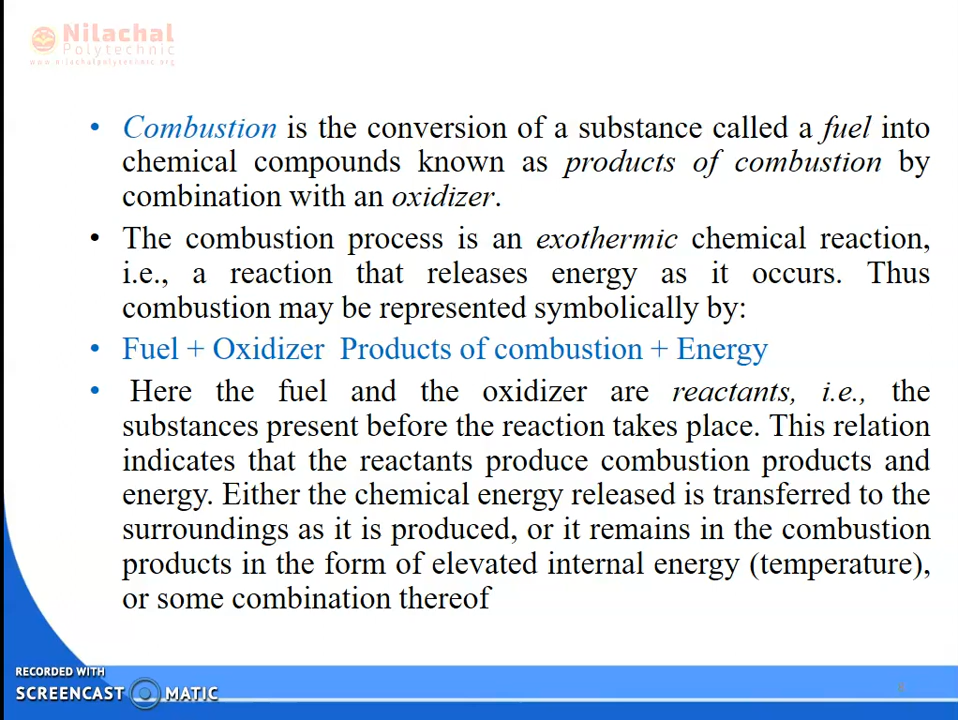 Nilachal
Polytechnic
www.nilachalpolytechnic.org
• Combustion is the conversion of a substance called a fuel into
chemical compounds known as products of combustion by
combination with an oxidizer.
• The combustion process is an exothermic chemical reaction,
i.e., a reaction that releases energy as it occurs. Thus
combustion may be represented symbolically by:
• Fuel + Oxidizer Products of combustion + Energy
• Here the fuel and the oxidizer are reactants, i.e., the
substances present before the reaction takes place. This relation
indicates that the reactants produce combustion products and
energy. Either the chemical energy released is transferred to the
surroundings as it is produced, or it remains in the combustion
products in the form of elevated internal energy (temperature),
or some combination thereof
RECORDED WITH
SCREENCAST MATIC